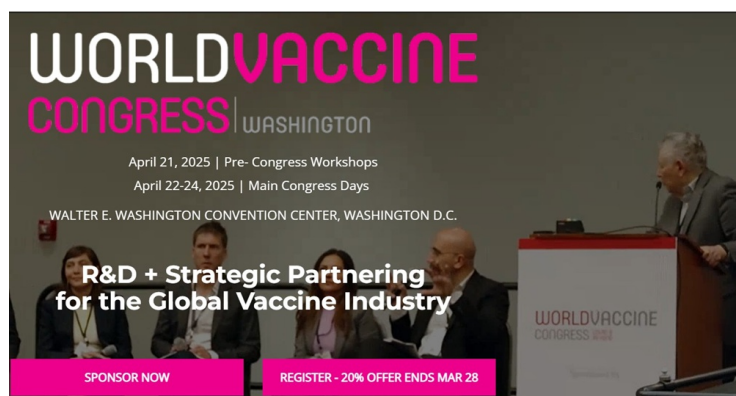 WORLDVACCINE
CONGRESS | WASHINGTON
April 21, 2025 | Pre- Congress Workshops
April 22-24, 2025 | Main Congress Days
WALTER E. WASHINGTON CONVENTION CENTER, WASHINGTON D.C.
R&D + Strategic Partnering
for the Global Vaccine Industry
WORLDVACCINE
CONGRESS
SPONSOR NOW
REGISTER - 20% OFFER ENDS MAR 28